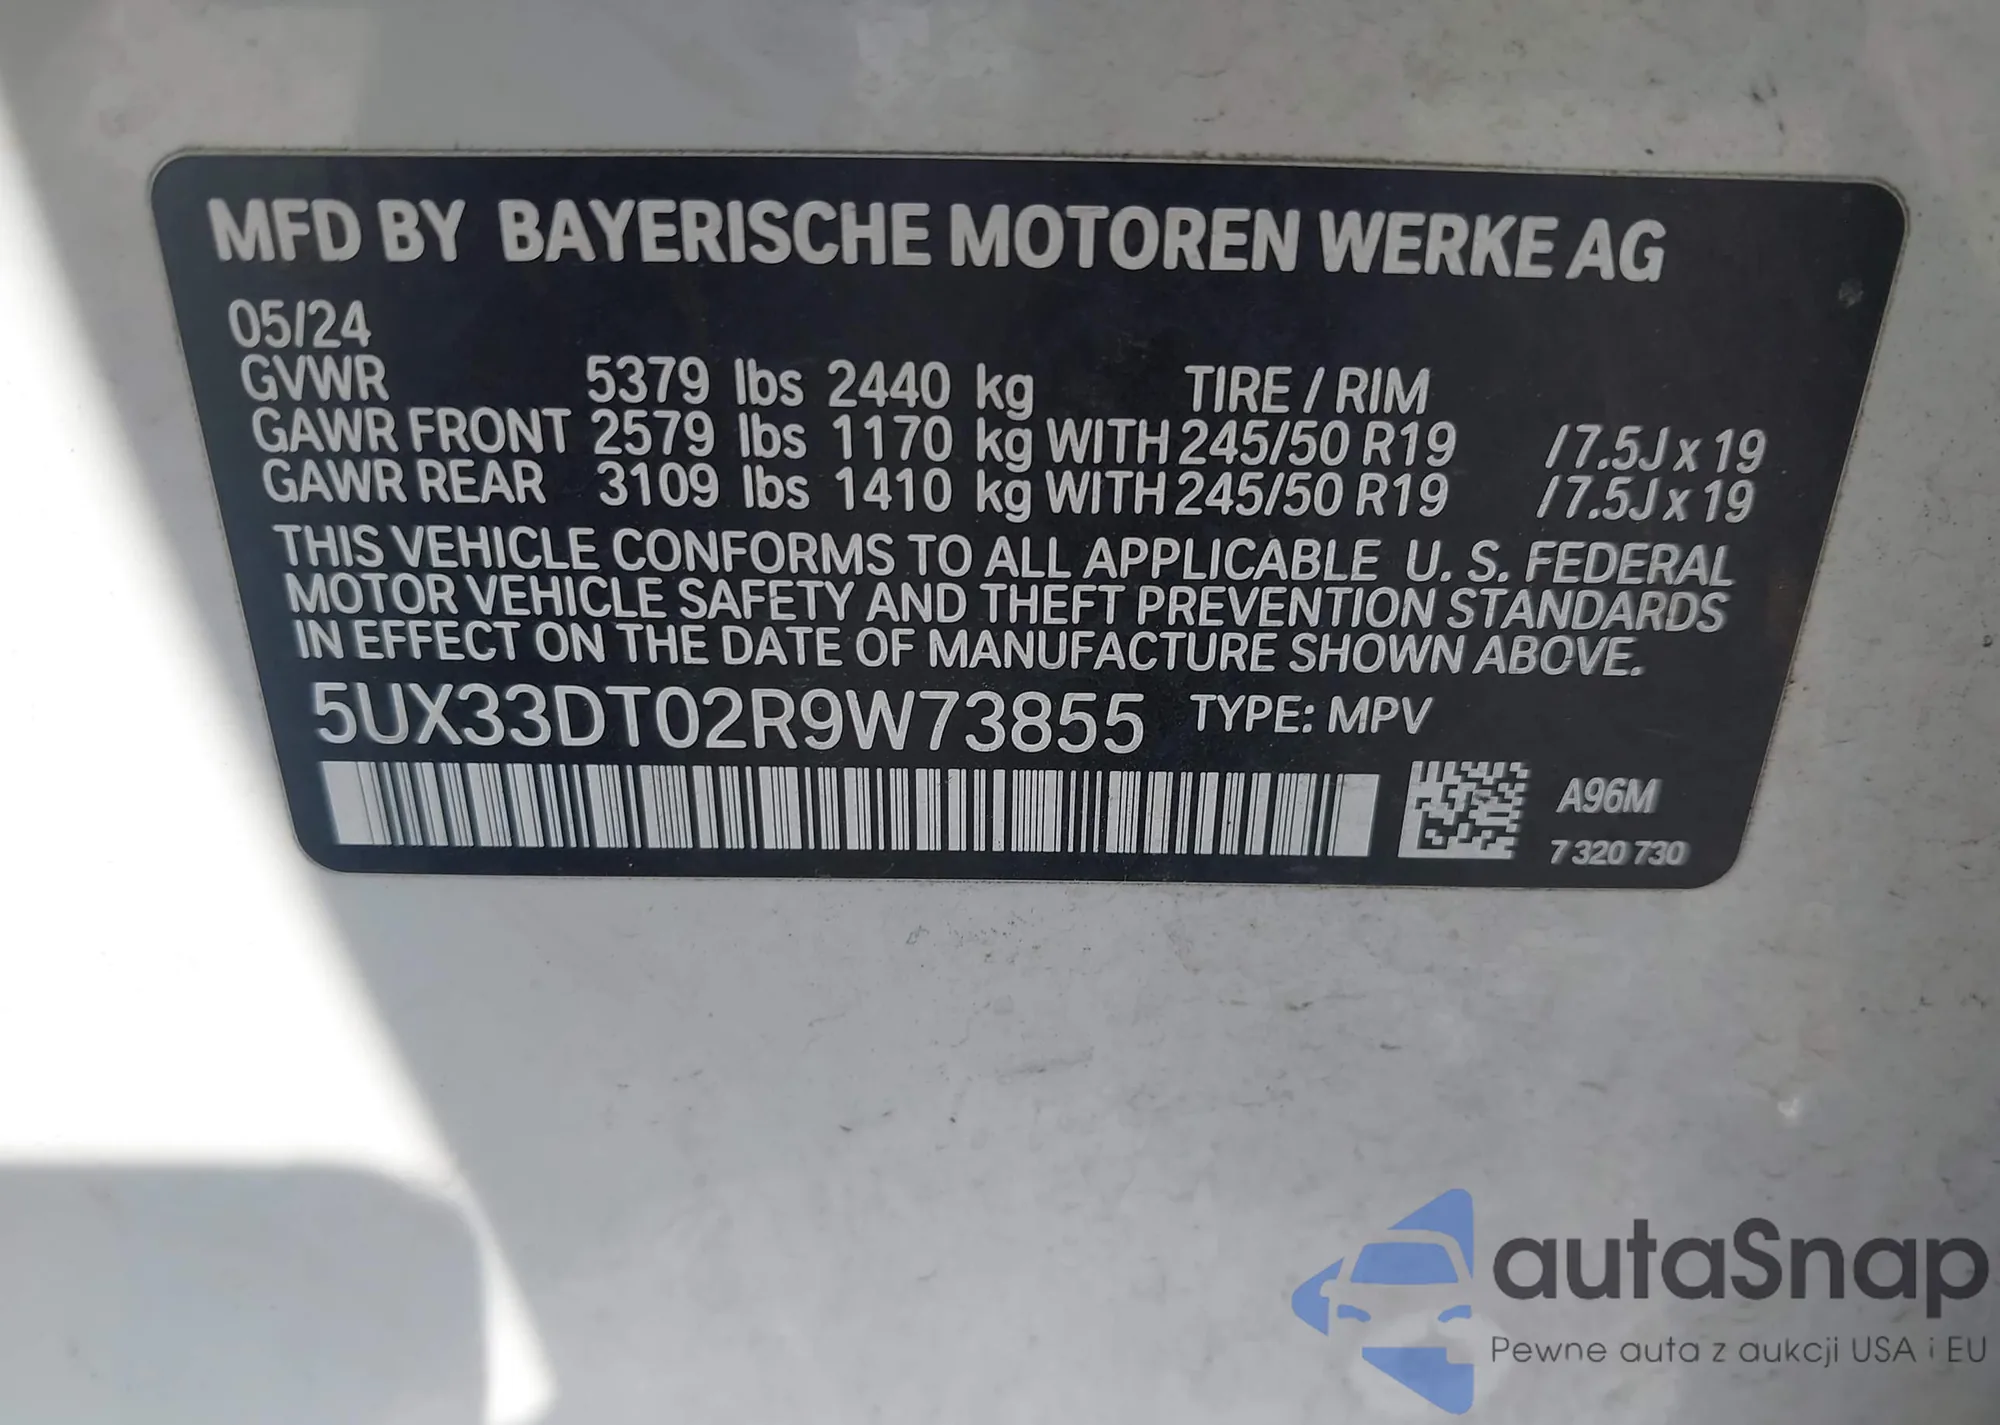 MFD BY BAYERISCHE MOTOREN WERKE AG
05/24
GVWR 5379 lbs 2440 kg TIRE / RIM
GAWR FRONT 2579 lbs 1170 kg WITH 245/50 R19 /7.5J x 19
GAWR REAR 3109 lbs 1410 kg WITH 245/50 R19 /7.5J x 19
THIS VEHICLE CONFORMS TO ALL APPLICABLE U. S. FEDERAL
MOTOR VEHICLE SAFETY AND THEFT PREVENTION STANDARDS
IN EFFECT ON THE DATE OF MANUFACTURE SHOWN ABOVE.
5UX33DT02R9W73855 TYPE: MPV
A96M
7 320 730
autaSnap
Pewne auta z aukcji USA i EU